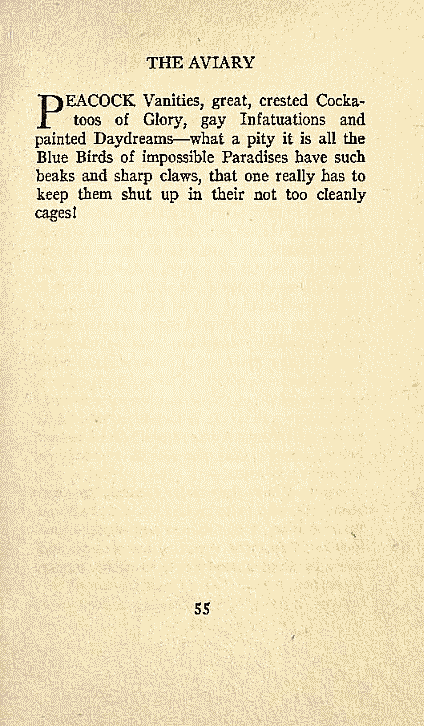 THE AVIARY
PEACOCK Vanities, great, crested Cocka-
toos of Glory, gay Infatuations and
painted Daydreams—what a pity it is all the
Blue Birds of impossible Paradises have such
beaks and sharp claws, that one really has to
keep them shut up in their not too cleanly
cages!
55